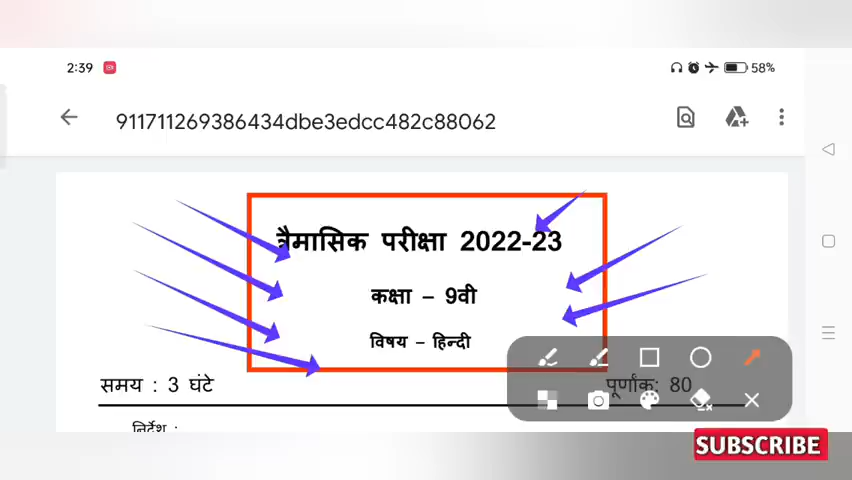 2:39
58%
911711269386434dbe3edcc482c88062
त्रैमासिक परीक्षा 2022-23
कक्षा – 9वी
विषय – हिन्दी
समय : 3 घंटे
पूर्णांक: 80
निर्देश :
SUBSCRIBE